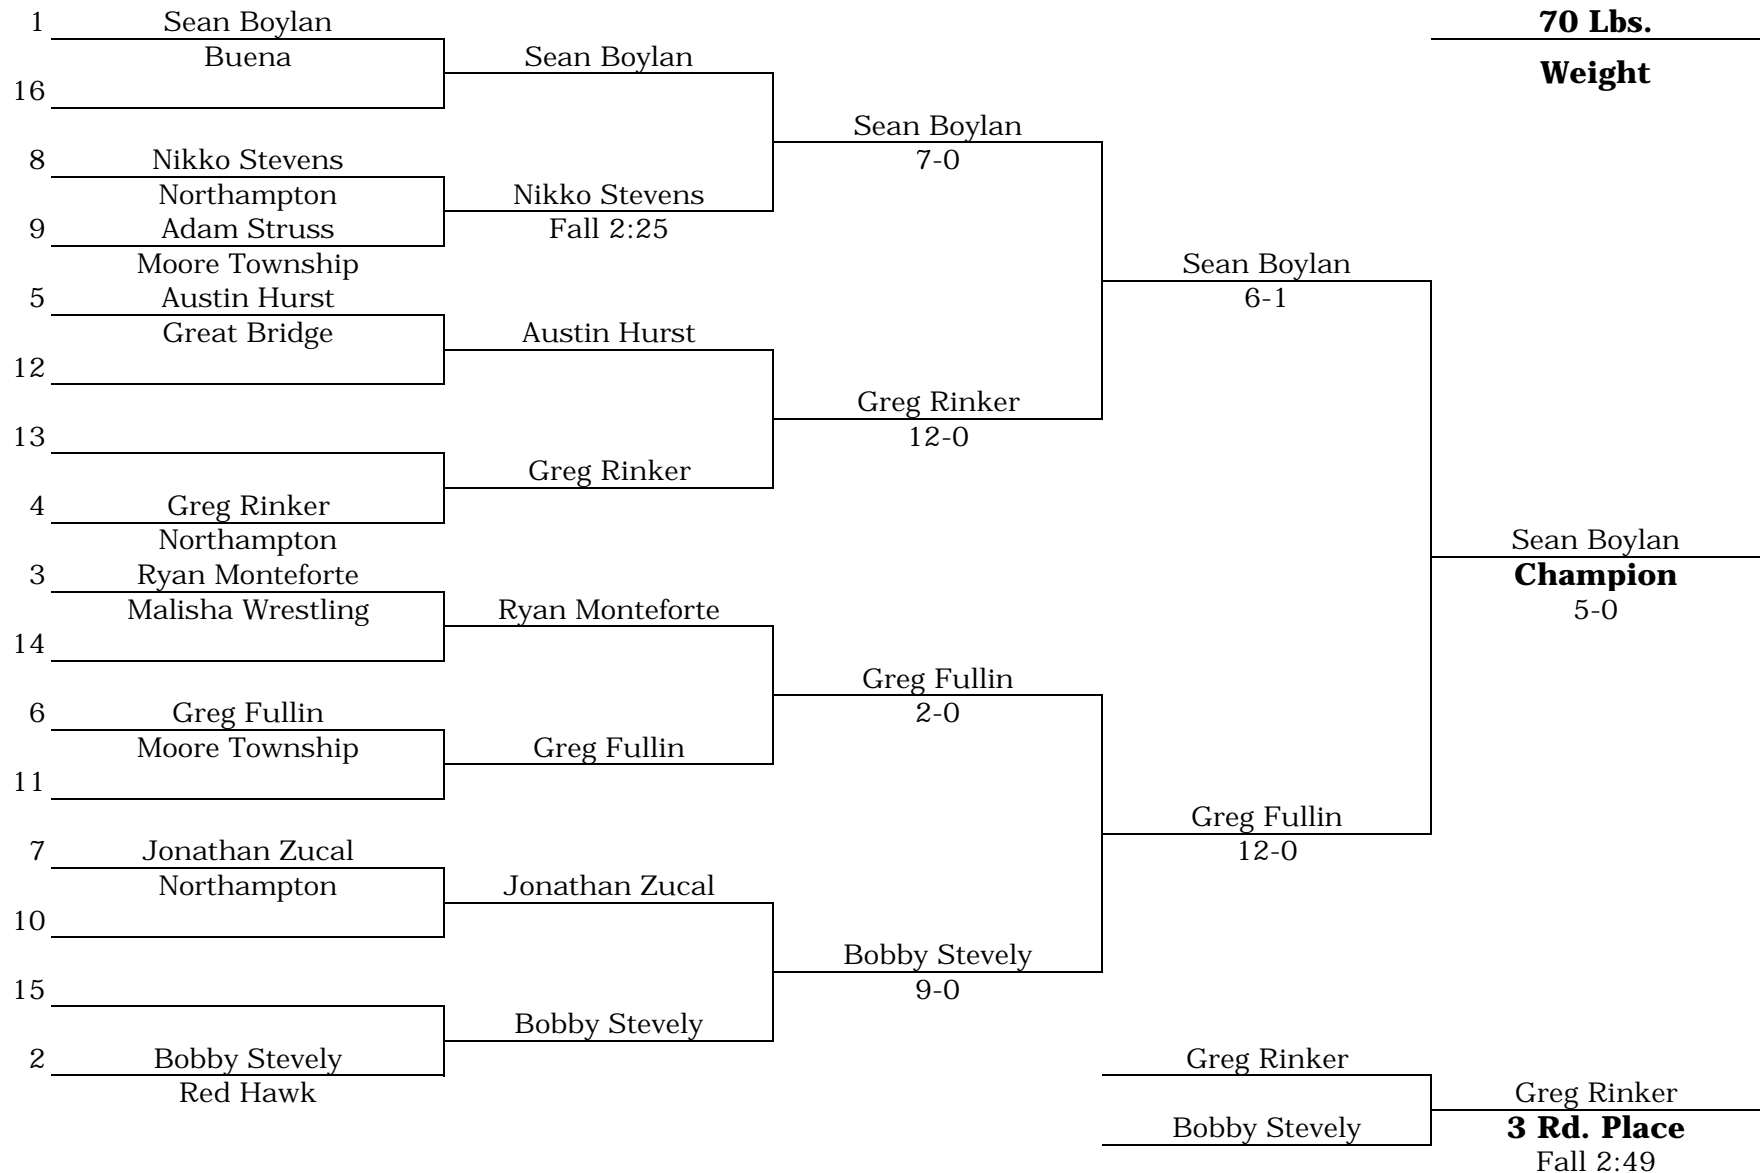 1 Sean Boylan
Buena
16
8 Nikko Stevens
Northampton
9 Adam Struss
Moore Township
5 Austin Hurst
Great Bridge
12
13
4 Greg Rinker
Northampton
3 Ryan Monteforte
Malisha Wrestling
14
6 Greg Fullin
Moore Township
11
7 Jonathan Zucal
Northampton
10
15
2 Bobby Stevely
Red Hawk
Sean Boylan
Nikko Stevens
Fall 2:25
Austin Hurst
Greg Rinker
Ryan Monteforte
Greg Fullin
Jonathan Zucal
Bobby Stevely
Sean Boylan
7-0
Greg Rinker
12-0
Greg Fullin
2-0
Bobby Stevely
9-0
Sean Boylan
6-1
Greg Fullin
12-0
Greg Rinker
Bobby Stevely
70 Lbs.
Weight
Sean Boylan
Champion
5-0
Greg Rinker
3 Rd. Place
Fall 2:49